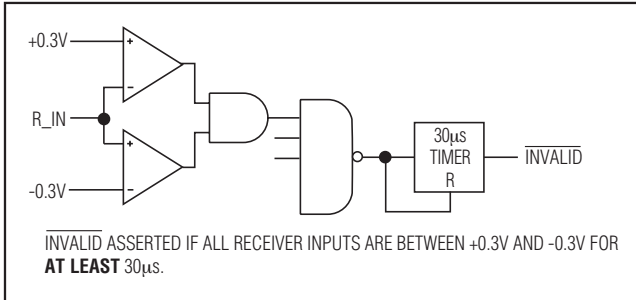 +0.3V
R_IN
-0.3V
30μs
TIMER
R
INVALID
INVALID ASSERTED IF ALL RECEIVER INPUTS ARE BETWEEN +0.3V AND -0.3V FOR
AT LEAST 30μs.